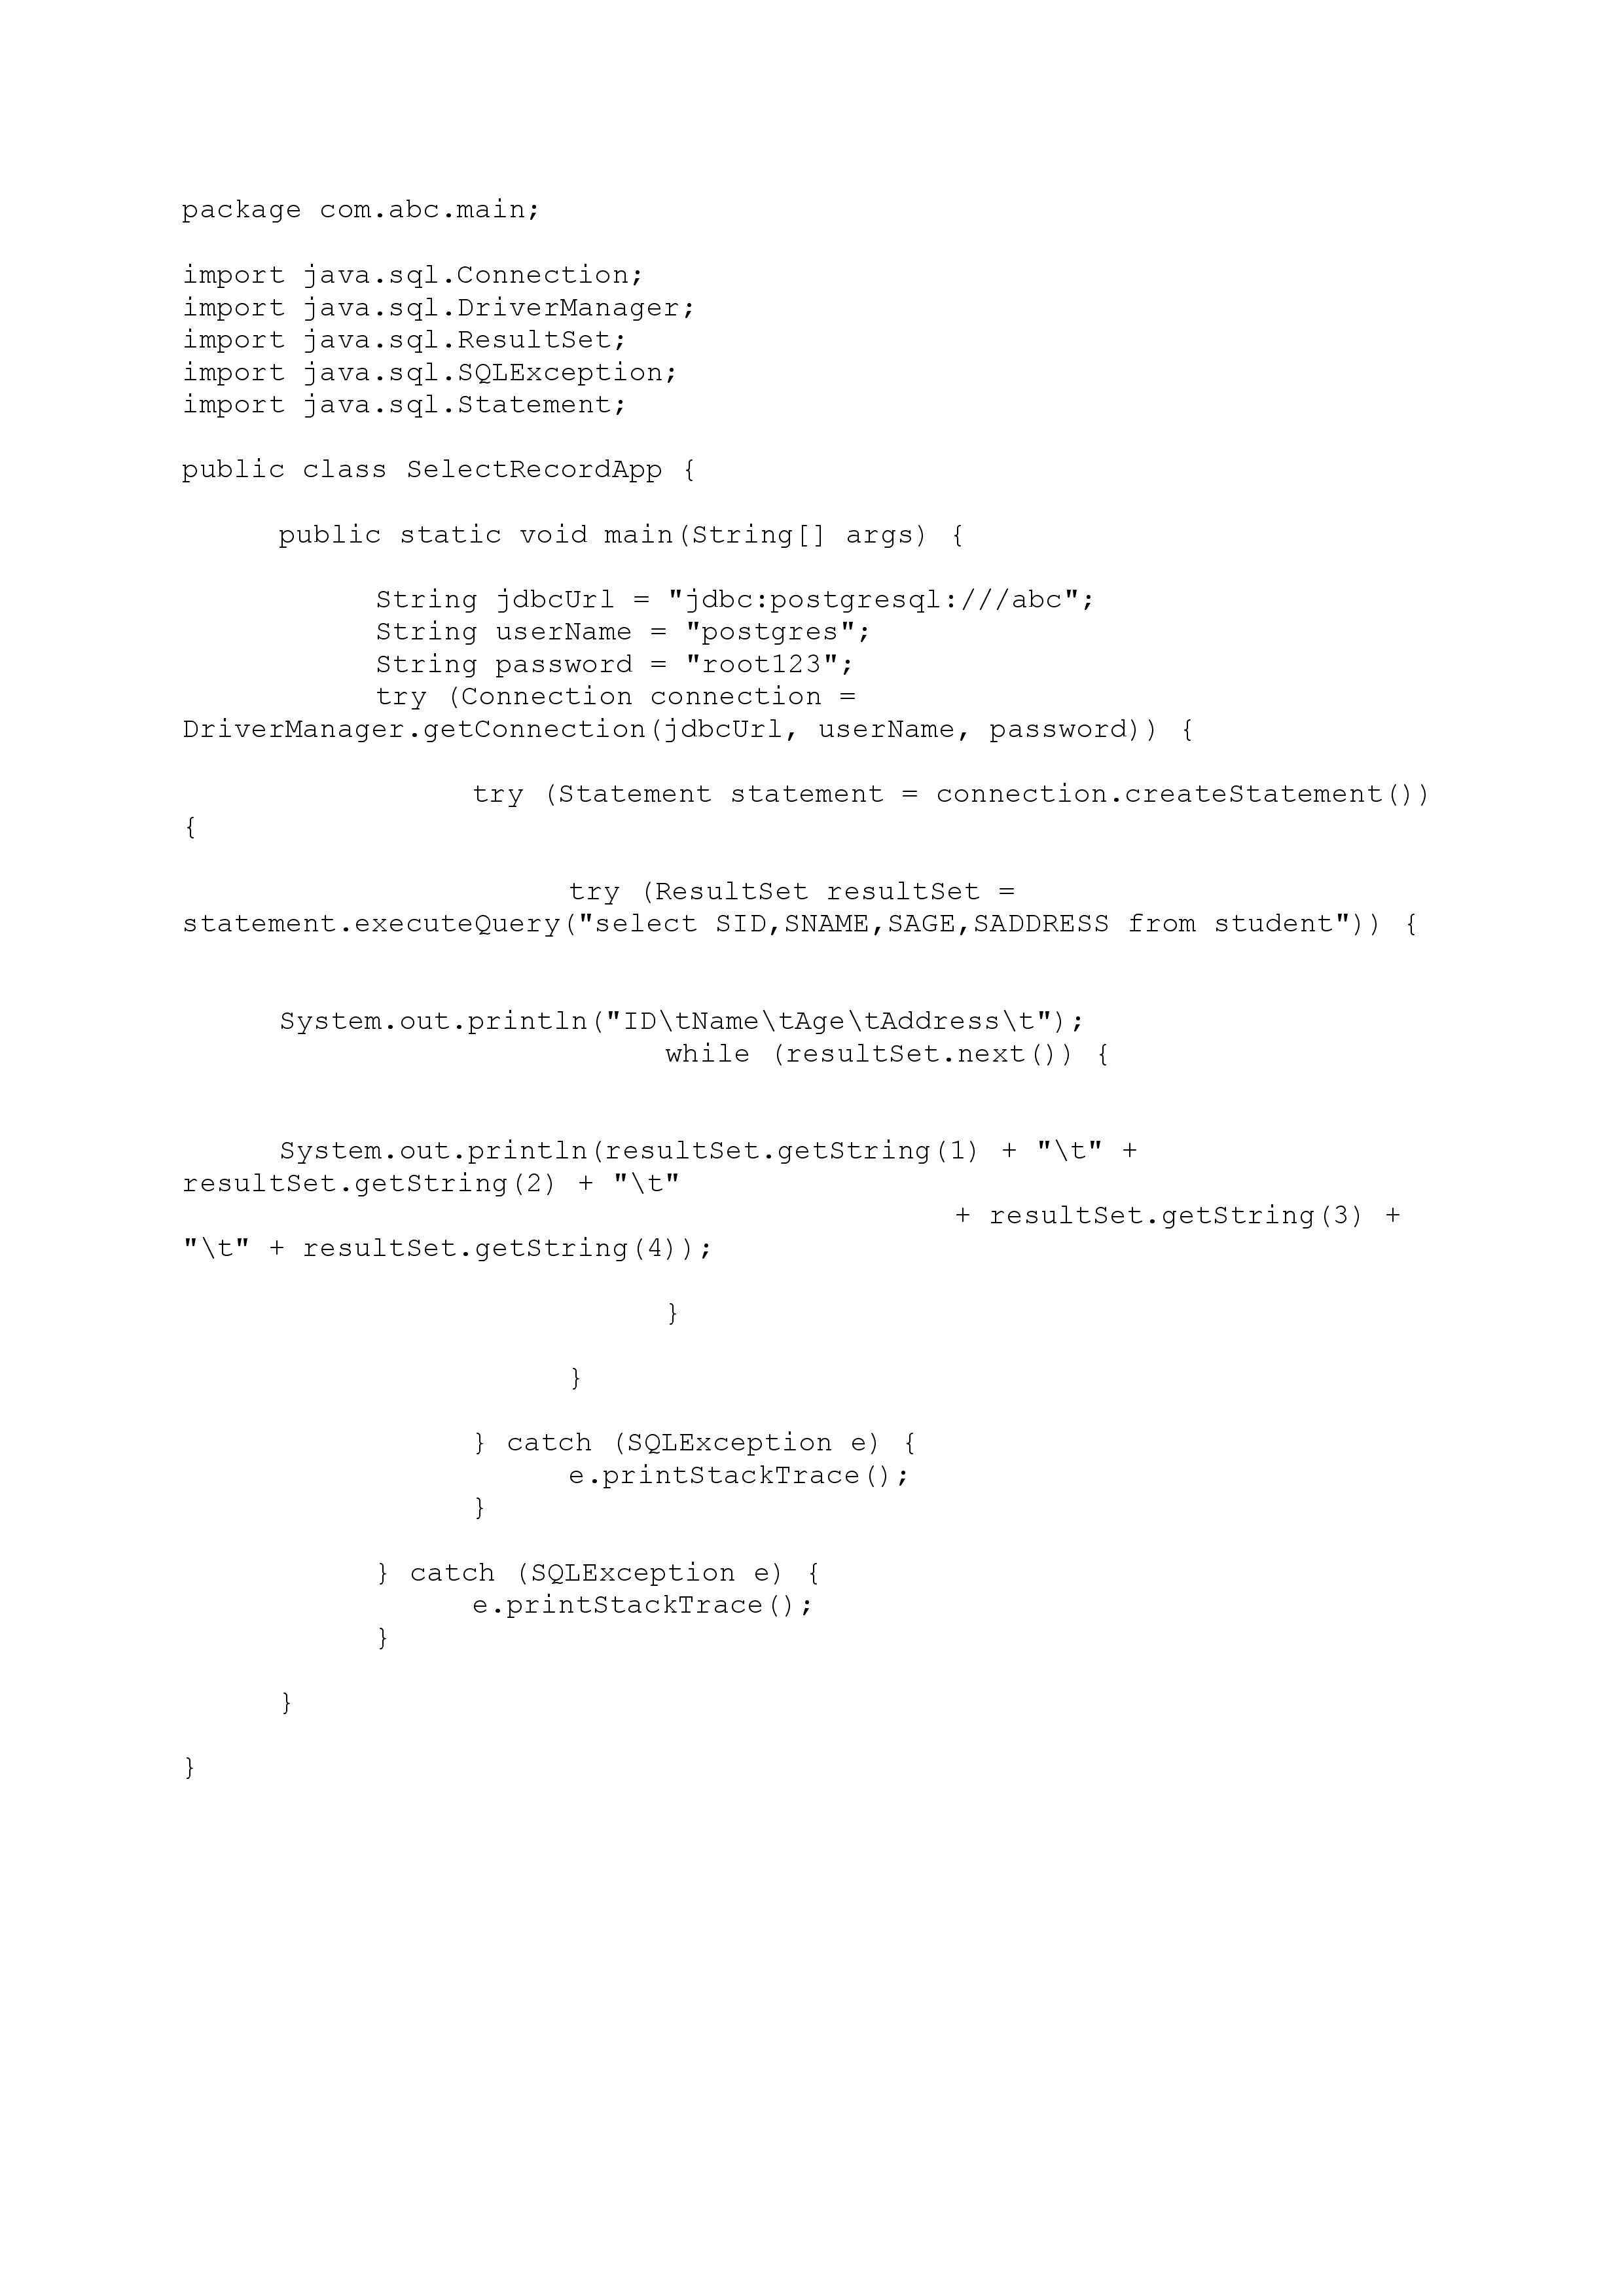 package com.abc.main;
import java.sql.Connection;
import java.sql.DriverManager;
import java.sql.ResultSet;
import java.sql.SQLException;
import java.sql.Statement;
public class SelectRecordApp {
public static void main(String[] args) {
String jdbcUrl = "jdbc:postgresql:///abc";
String userName = "postgres";
String password = "root123";
try (Connection connection =
DriverManager.getConnection(jdbcUrl, userName, password)) {
try (Statement statement = connection.createStatement())
{
try (ResultSet resultSet =
statement.executeQuery("select SID,SNAME,SAGE,SADDRESS from student")) {
System.out.println("ID\tName\tAge\tAddress\t");
while (resultSet.next()) {
System.out.println(resultSet.getString(1) + "\t" +
resultSet.getString(2) + "\t"
+ resultSet.getString(3) +
"\t" + resultSet.getString(4));
}
}
} catch (SQLException e) {
e.printStackTrace();
}
} catch (SQLException e) {
e.printStackTrace();
}
}
}